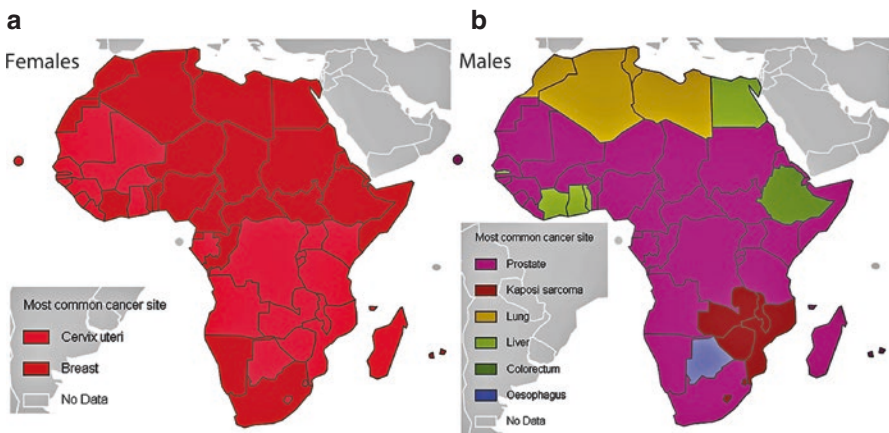 a
Females
Most common cancer site
Cervix uteri
Breast
No Data
b
Males
Most common cancer site
Prostate
Kaposi sarcoma
Lung
Liver
Colorectum
Oesophagus
No Data